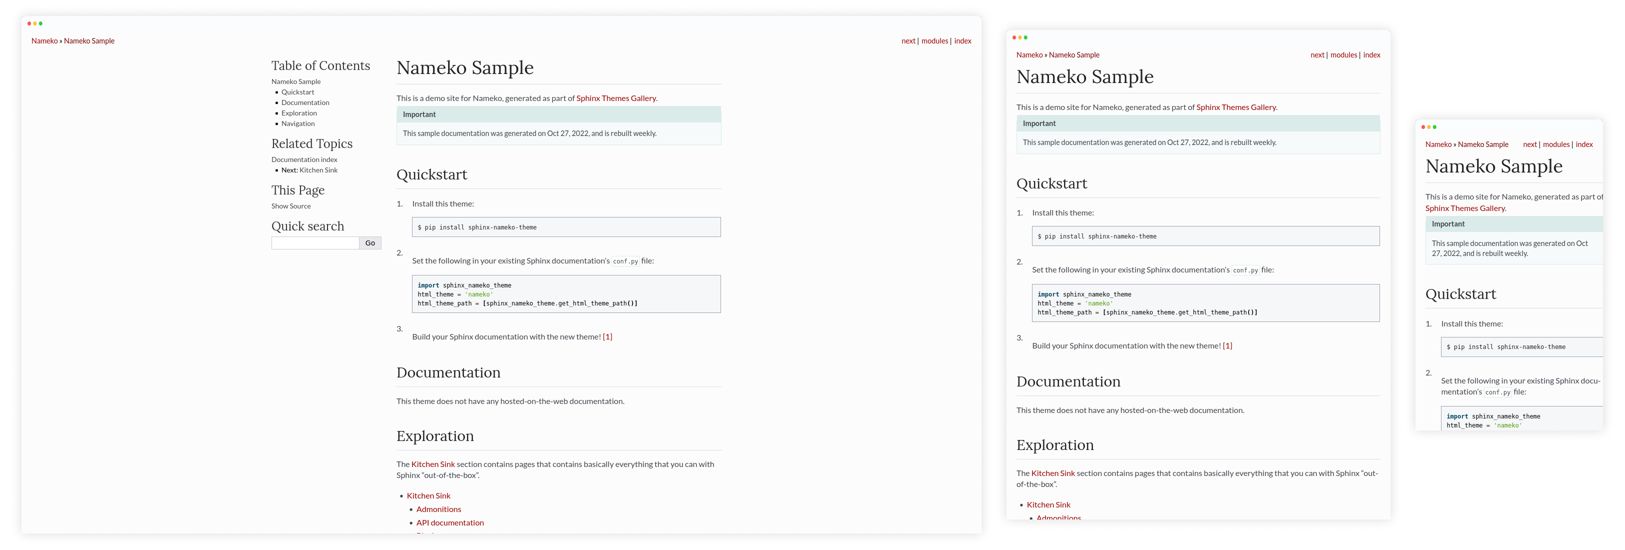 Nameko » Nameko Sample
next | modules | index
Table of Contents
Nameko Sample
Quickstart
Documentation
Exploration
Navigation
Related Topics
Documentation index
Next: Kitchen Sink
This Page
Show Source
Quick search
Go
Nameko Sample
This is a demo site for Nameko, generated as part of Sphinx Themes Gallery.
Important
This sample documentation was generated on Oct 27, 2022, and is rebuilt weekly.
Quickstart
1. Install this theme:
$ pip install sphinx-nameko-theme
2.
Set the following in your existing Sphinx documentation's conf.py file:
import sphinx_nameko_theme
html_theme = 'nameko'
html_theme_path = [sphinx_nameko_theme.get_html_theme_path()]
3.
Build your Sphinx documentation with the new theme! [1]
Documentation
This theme does not have any hosted-on-the-web documentation.
Exploration
The Kitchen Sink section contains pages that contains basically everything that you can with
Sphinx “out-of-the-box”.
Kitchen Sink
Admonitions
API documentation
Nameko » Nameko Sample
next | modules | index
Nameko Sample
This is a demo site for Nameko, generated as part of Sphinx Themes Gallery.
Important
This sample documentation was generated on Oct 27, 2022, and is rebuilt weekly.
Quickstart
1. Install this theme:
$ pip install sphinx-nameko-theme
2.
Set the following in your existing Sphinx documentation's conf.py file:
import sphinx_nameko_theme
html_theme = 'nameko'
html_theme_path = [sphinx_nameko_theme.get_html_theme_path()]
3.
Build your Sphinx documentation with the new theme! [1]
Documentation
This theme does not have any hosted-on-the-web documentation.
Exploration
The Kitchen Sink section contains pages that contains basically everything that you can with Sphinx “out-
of-the-box”.
Kitchen Sink
Admonitions
Nameko » Nameko Sample
next | modules | index
Nameko Sample
This is a demo site for Nameko, generated as part of
Sphinx Themes Gallery.
Important
This sample documentation was generated on Oct
27, 2022, and is rebuilt weekly.
Quickstart
1. Install this theme:
$ pip install sphinx-nameko-theme
2.
Set the following in your existing Sphinx docu-
mentation's conf.py file:
import sphinx_nameko_theme
html_theme = 'nameko'